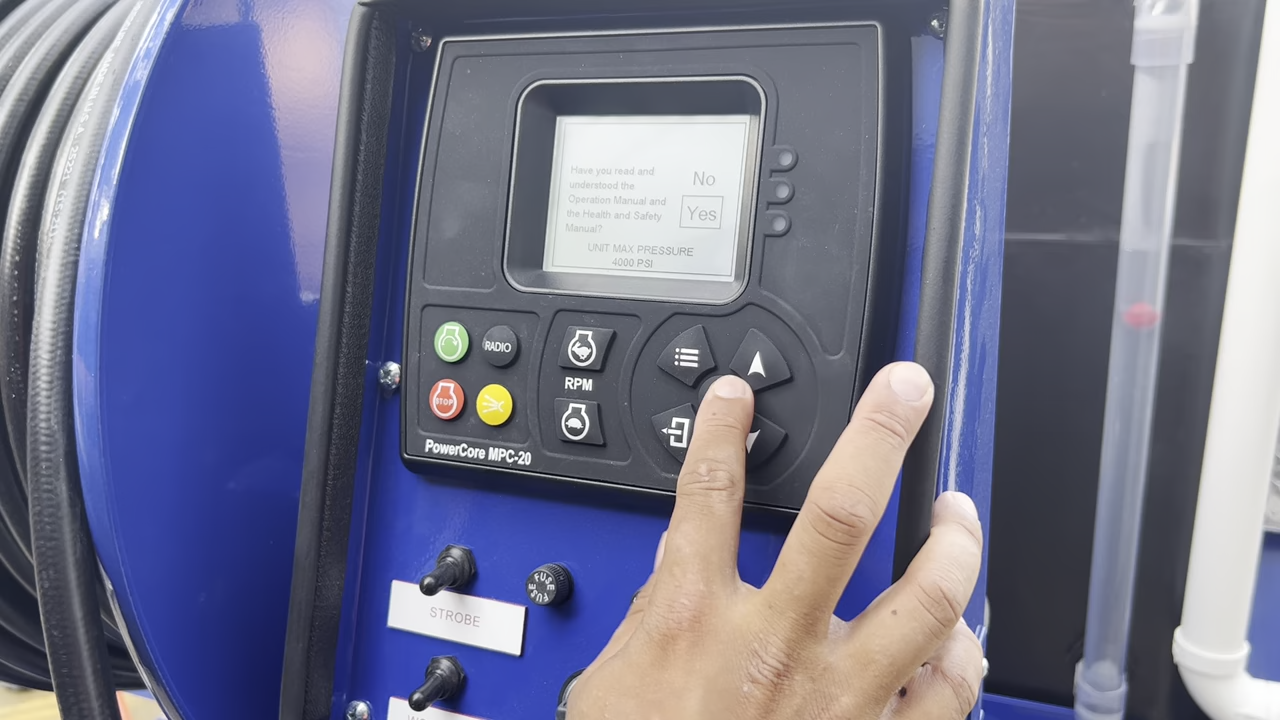 Have you read and
understood the
Operation Manual and
the Health and Safety
Manual?
No
Yes
UNIT MAX PRESSURE
4000 PSI
RADIO
STOP
RPM
PowerCore MPC-20
FUSE
FUSE
STROBE